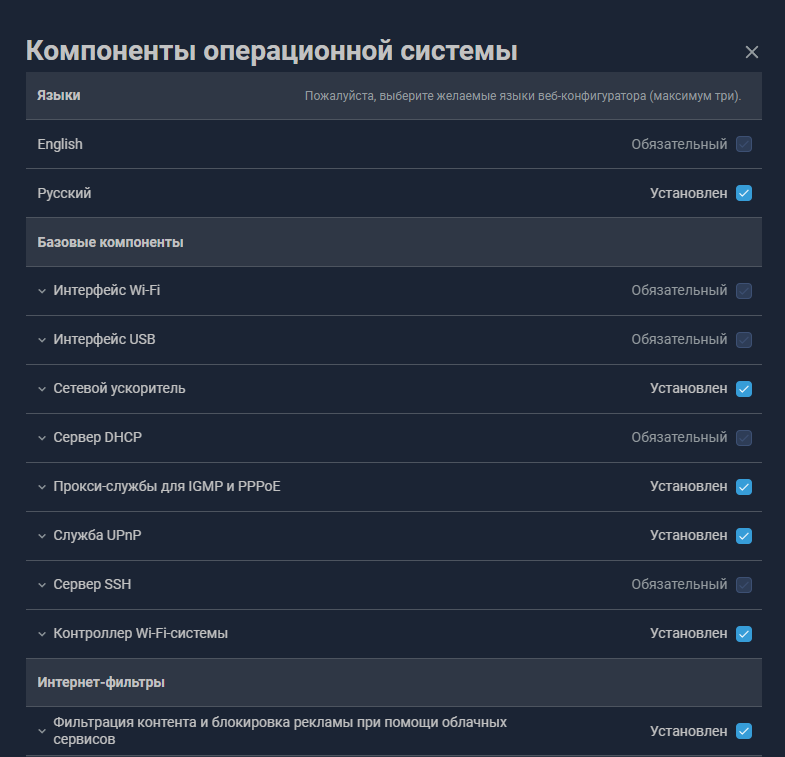 Компоненты операционной системы
Языки Пожалуйста, выберите желаемые языки веб-конфигуратора (максимум три).
English Обязательный
Русский Установлен
Базовые компоненты
Интерфейс Wi-Fi Обязательный
Интерфейс USB Обязательный
Сетевой ускоритель Установлен
Сервер DHCP Обязательный
Прокси-службы для IGMP и PPPoE Установлен
Служба UPnP Установлен
Сервер SSH Обязательный
Контроллер Wi-Fi-системы Установлен
Интернет-фильтры
Фильтрация контента и блокировка рекламы при помощи облачных
сервисов Установлен